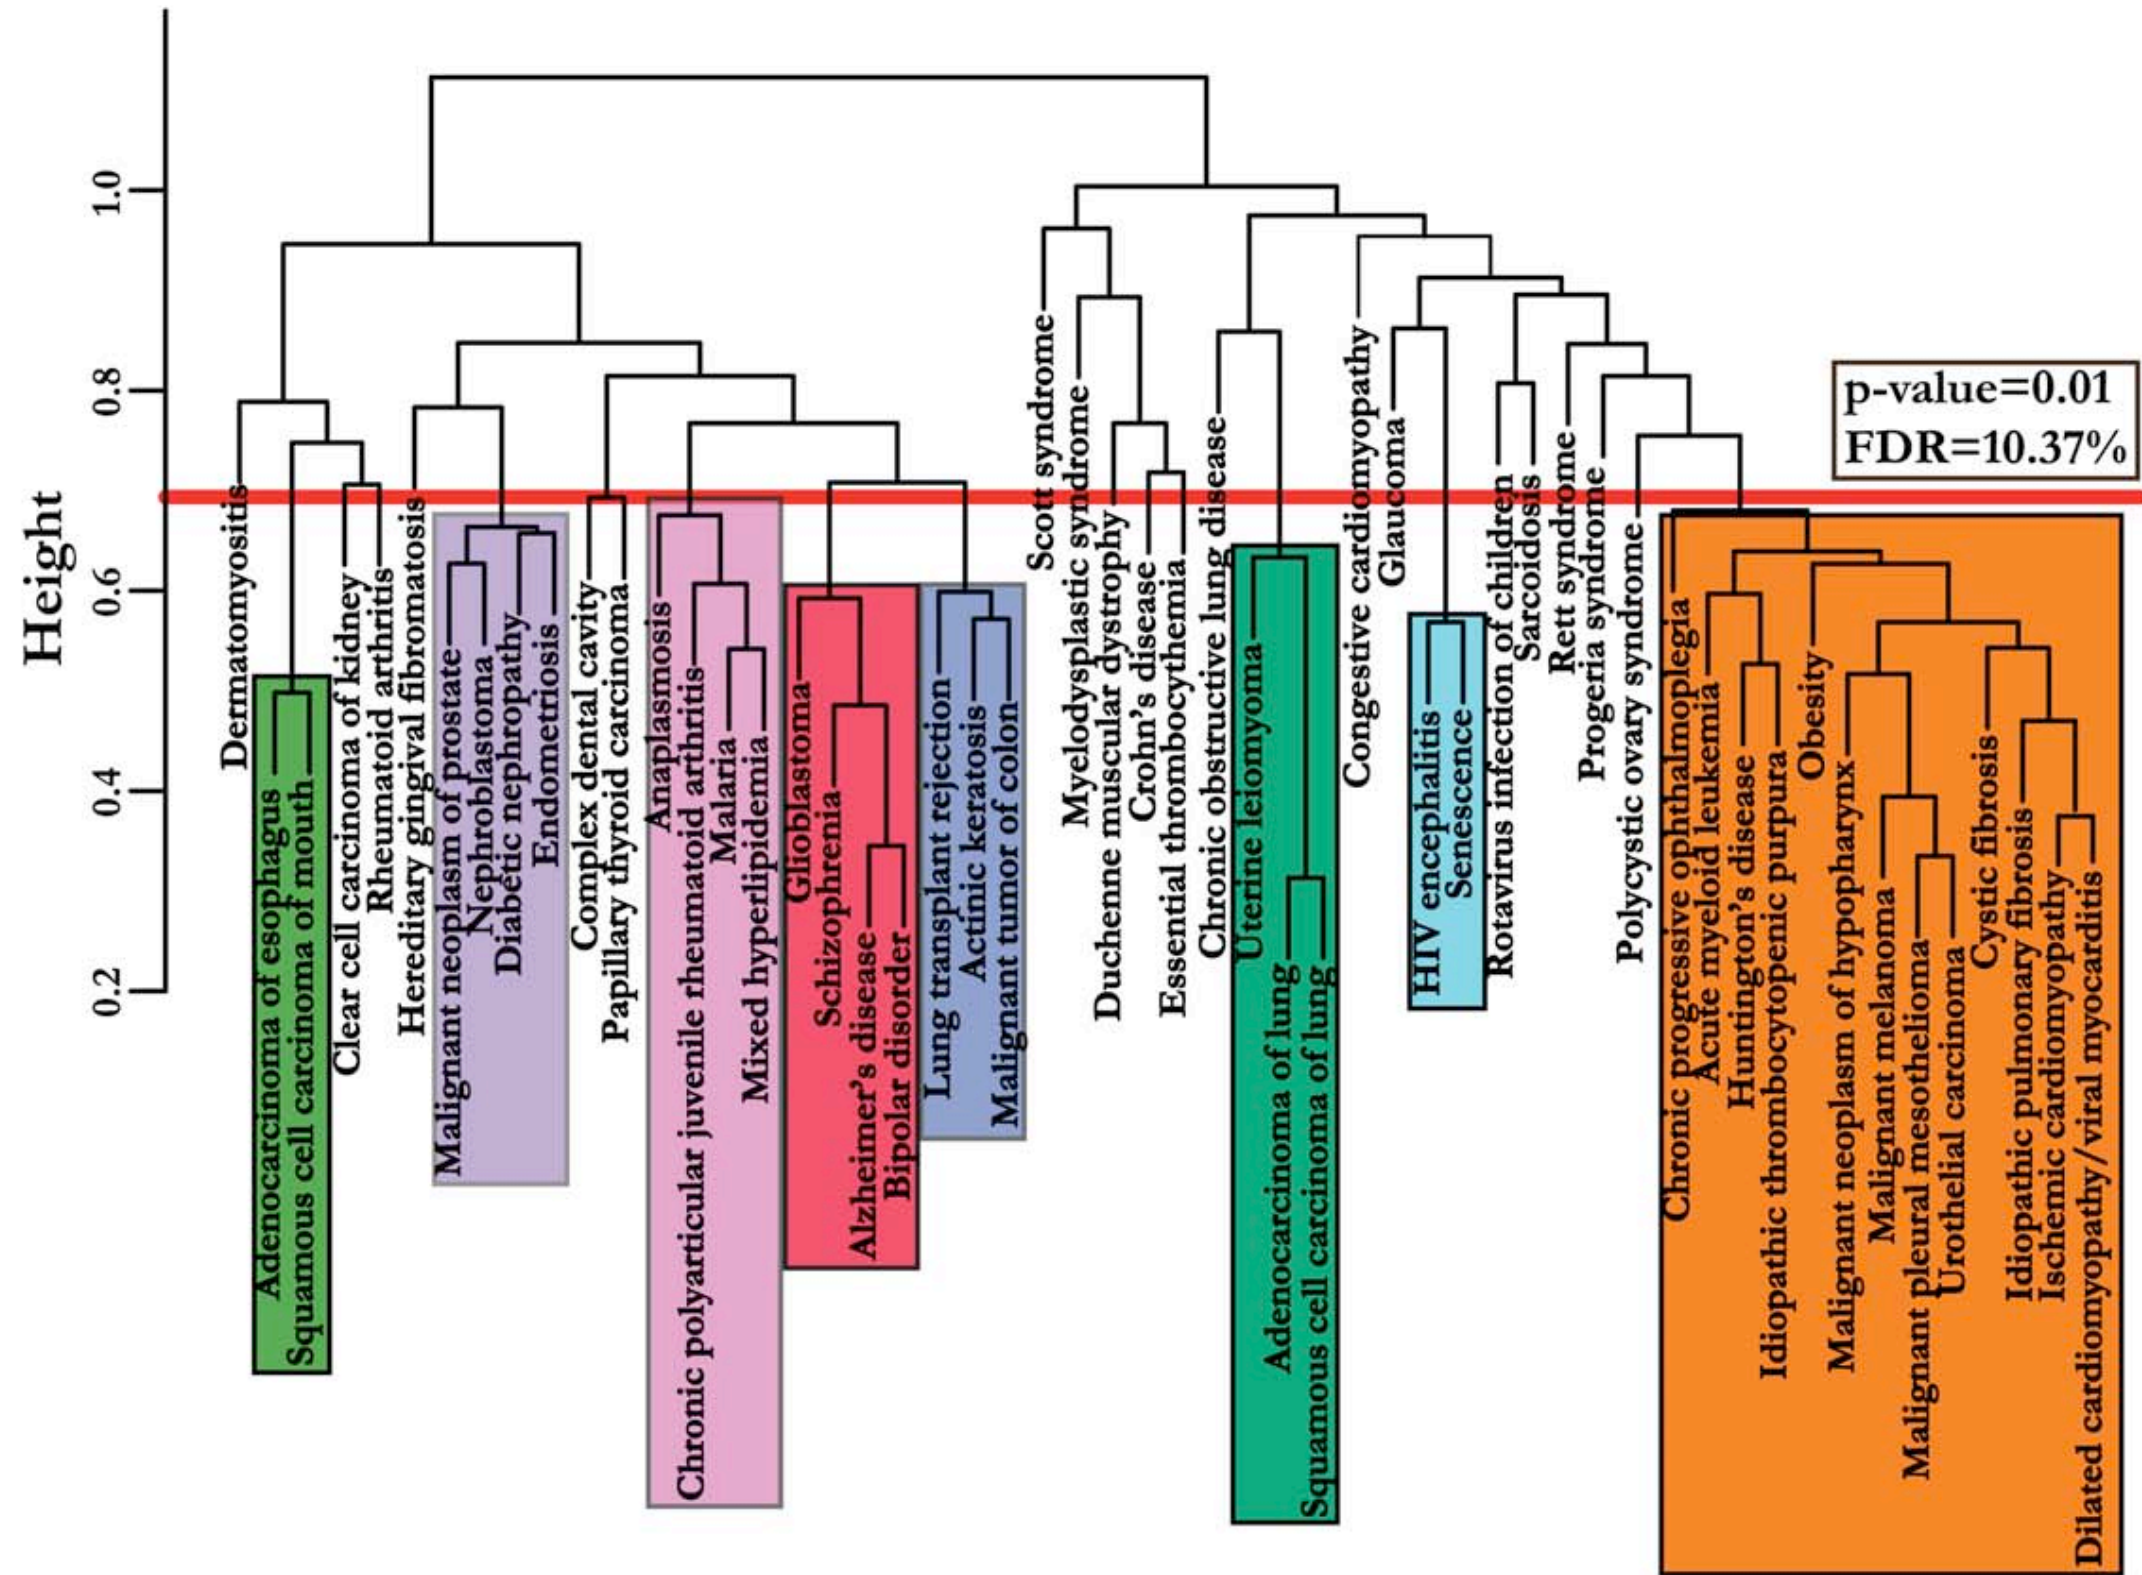 Height
1.0
0.8
0.6
0.4
0.2
p-value=0.01
FDR=10.37%
Dermatomyositis
Adenocarcinoma of esophagus
Squamous cell carcinoma of mouth
Clear cell carcinoma of kidney
Rheumatoid arthritis
Hereditary gingival fibromatosis
Malignant neoplasm of prostate
Nephroblastoma
Diabetic nephropathy
Endometriosis
Complex dental cavity
Papillary thyroid carcinoma
Anaplasmosis
Chronic polyarticular juvenile rheumatoid arthritis
Malaria
Mixed hyperlipidemia
Glioblastoma
Schizophrenia
Alzheimer's disease
Bipolar disorder
Lung transplant rejection
Actinic keratosis
Malignant tumor of colon
Scott syndrome
Myelodysplastic syndrome
Duchenne muscular dystrophy
Crohn's disease
Essential thrombocythemia
Chronic obstructive lung disease
Uterine leiomyoma
Adenocarcinoma of lung
Squamous cell carcinoma of lung
Congestive cardiomyopathy
Glaucoma
HIV encephalitis
Senescence
Rotavirus infection of children
Sarcoidosis
Rett syndrome
Progeria syndrome
Polycystic ovary syndrome
Chronic progressive ophthalmoplegia
Acute myeloid leukemia
Huntington's disease
Idiopathic thrombocytopenic purpura
Obesity
Malignant neoplasm of hypopharynx
Malignant melanoma
Malignant pleural mesothelioma
Urothelial carcinoma
Cystic fibrosis
Idiopathic pulmonary fibrosis
Ischemic cardiomyopathy
Dilated cardiomyopathy/viral myocarditis